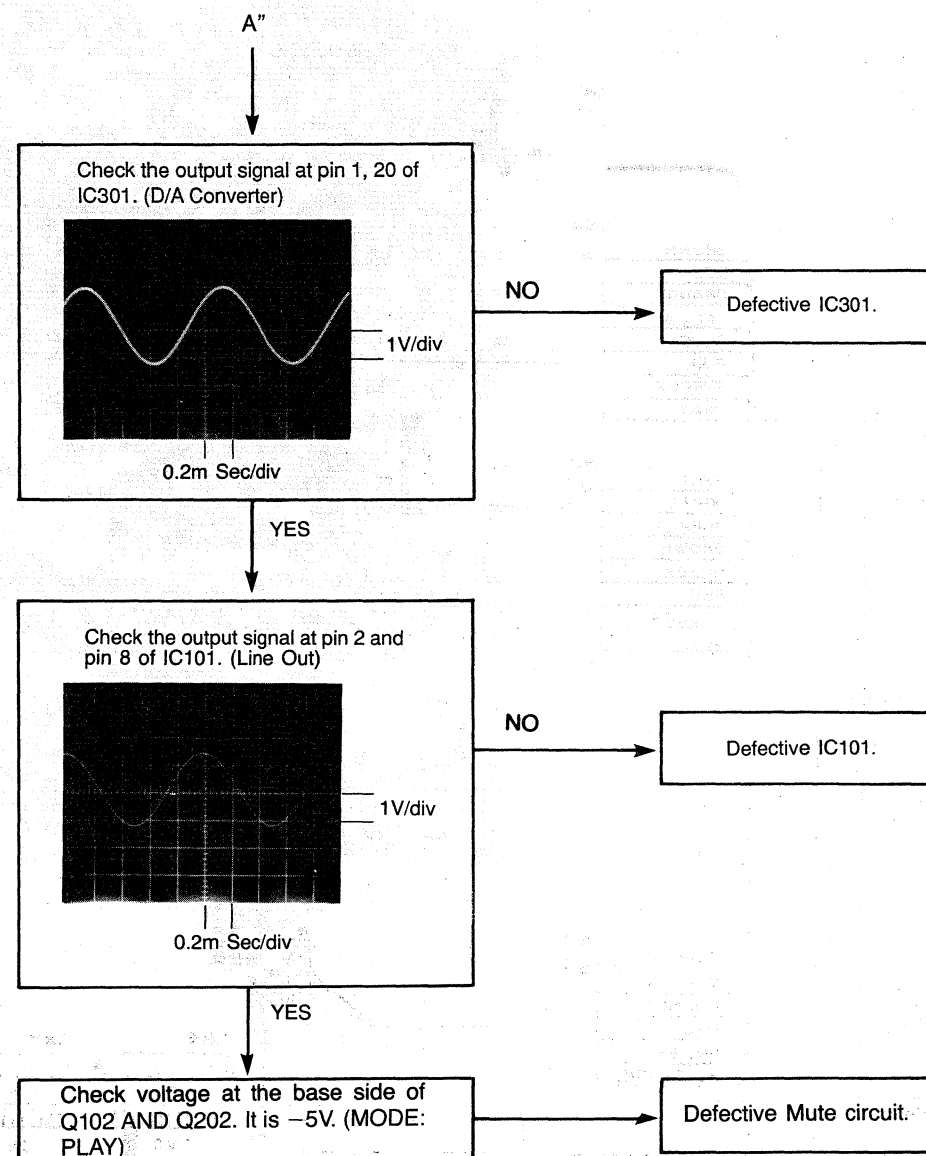 A”
Check the output signal at pin 1, 20 of
IC301. (D/A Converter)
1V/div
0.2m Sec/div
NO
Defective IC301.
YES
Check the output signal at pin 2 and
pin 8 of IC101. (Line Out)
1V/div
0.2m Sec/div
NO
Defective IC101.
YES
Check voltage at the base side of
Q102 AND Q202. It is −5V. (MODE:
PLAY)
Defective Mute circuit.